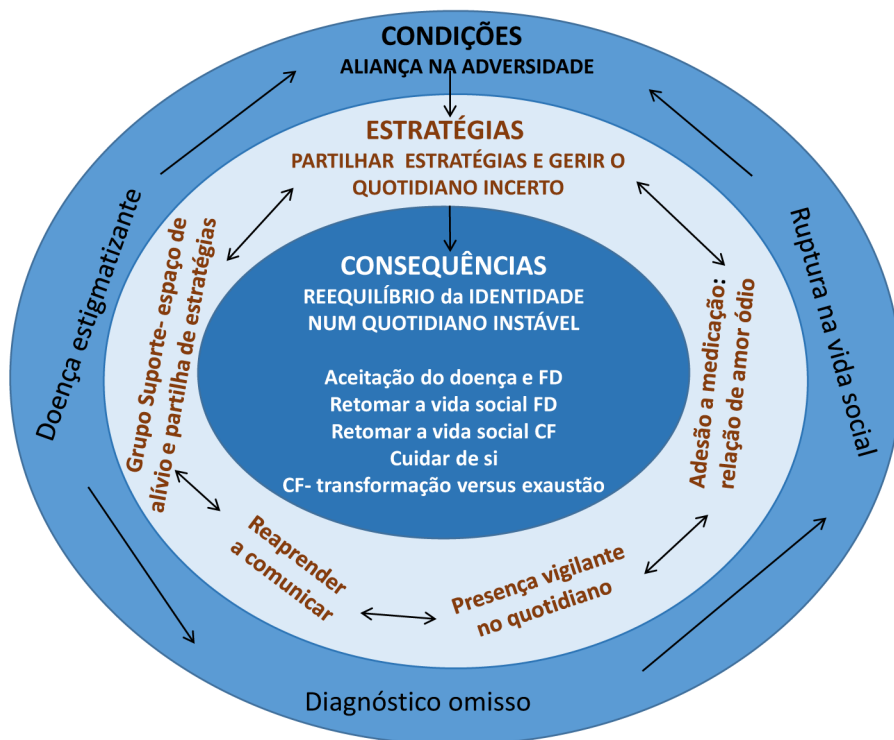 CONDIÇÕES
ALIANÇA NA ADVERSIDADE
ESTRATÉGIAS
PARTILHAR ESTRATÉGIAS E GERIR O
QUOTIDIANO INCERTO
CONSEQUÊNCIAS
REEQUILÍBRIO da IDENTIDADE
NUM QUOTIDIANO INSTÁVEL
Aceitação do doença e FD
Retomar a vida social FD
Retomar a vida social CF
Cuidar de si
CF- transformação versus exaustão
Doença estigmatizante
Grupo Suporte- espaço de
alívio e partilha de estratégias
Reaprender
a comunicar
Presença vigilante
no quotidiano
Adesão a medicação:
relação de amor ódio
Ruptura na vida social
Diagnóstico omisso